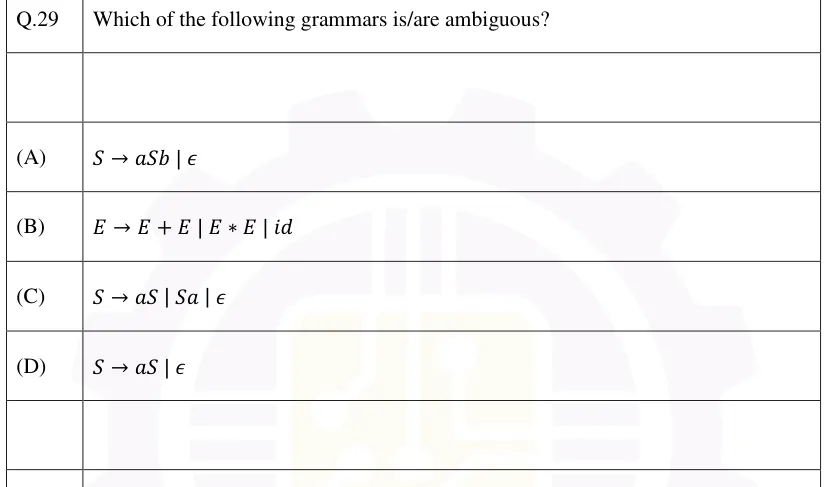 Q.29 Which of the following grammars is/are ambiguous?
(A) 𝑆 → 𝑎𝑆𝑏 | 𝜖
(B) 𝐸 → 𝐸 + 𝐸 | 𝐸 ∗ 𝐸 | 𝑖𝑑
(C) 𝑆 → 𝑎𝑆 | 𝑆𝑎 | 𝜖
(D) 𝑆 → 𝑎𝑆 | 𝜖